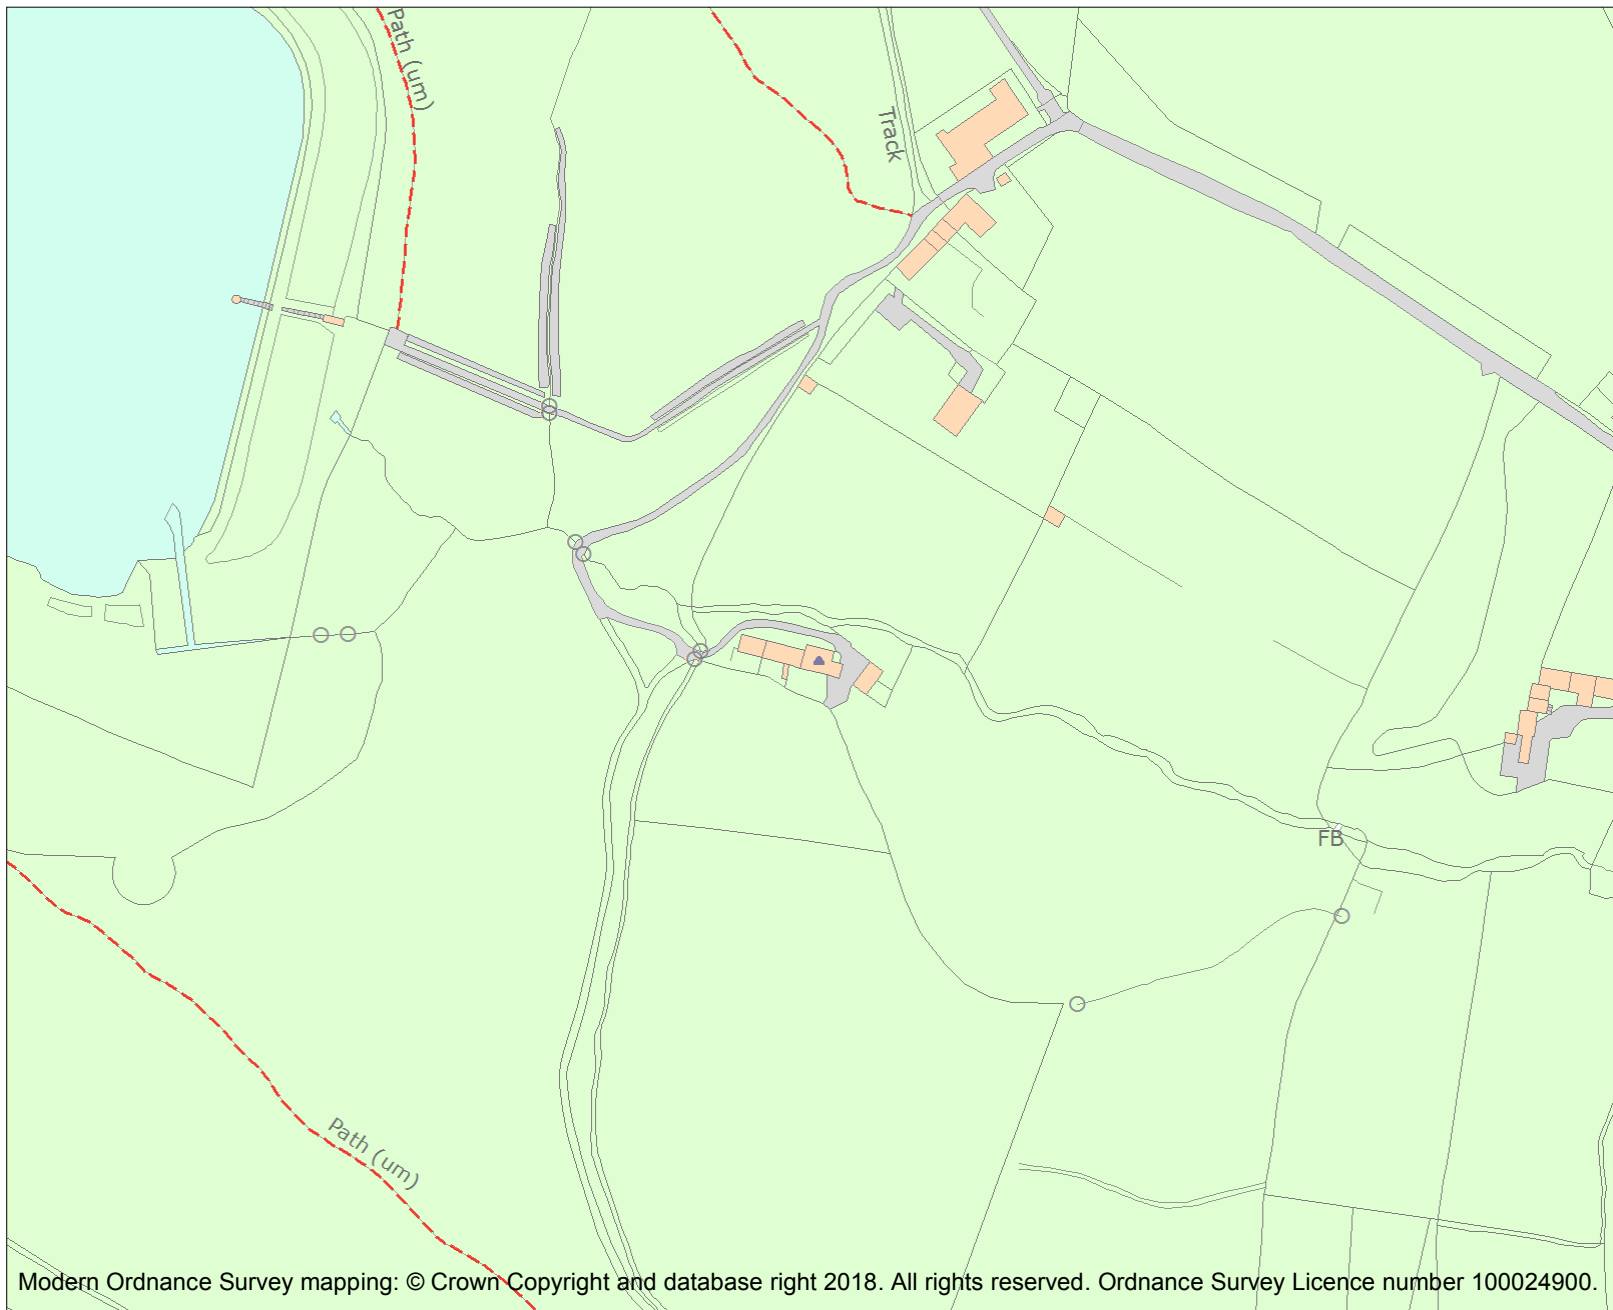 Path (um)
Track
FB
Path (um)
Modern Ordnance Survey mapping: © Crown Copyright and database right 2018. All rights reserved. Ordnance Survey Licence number 100024900.